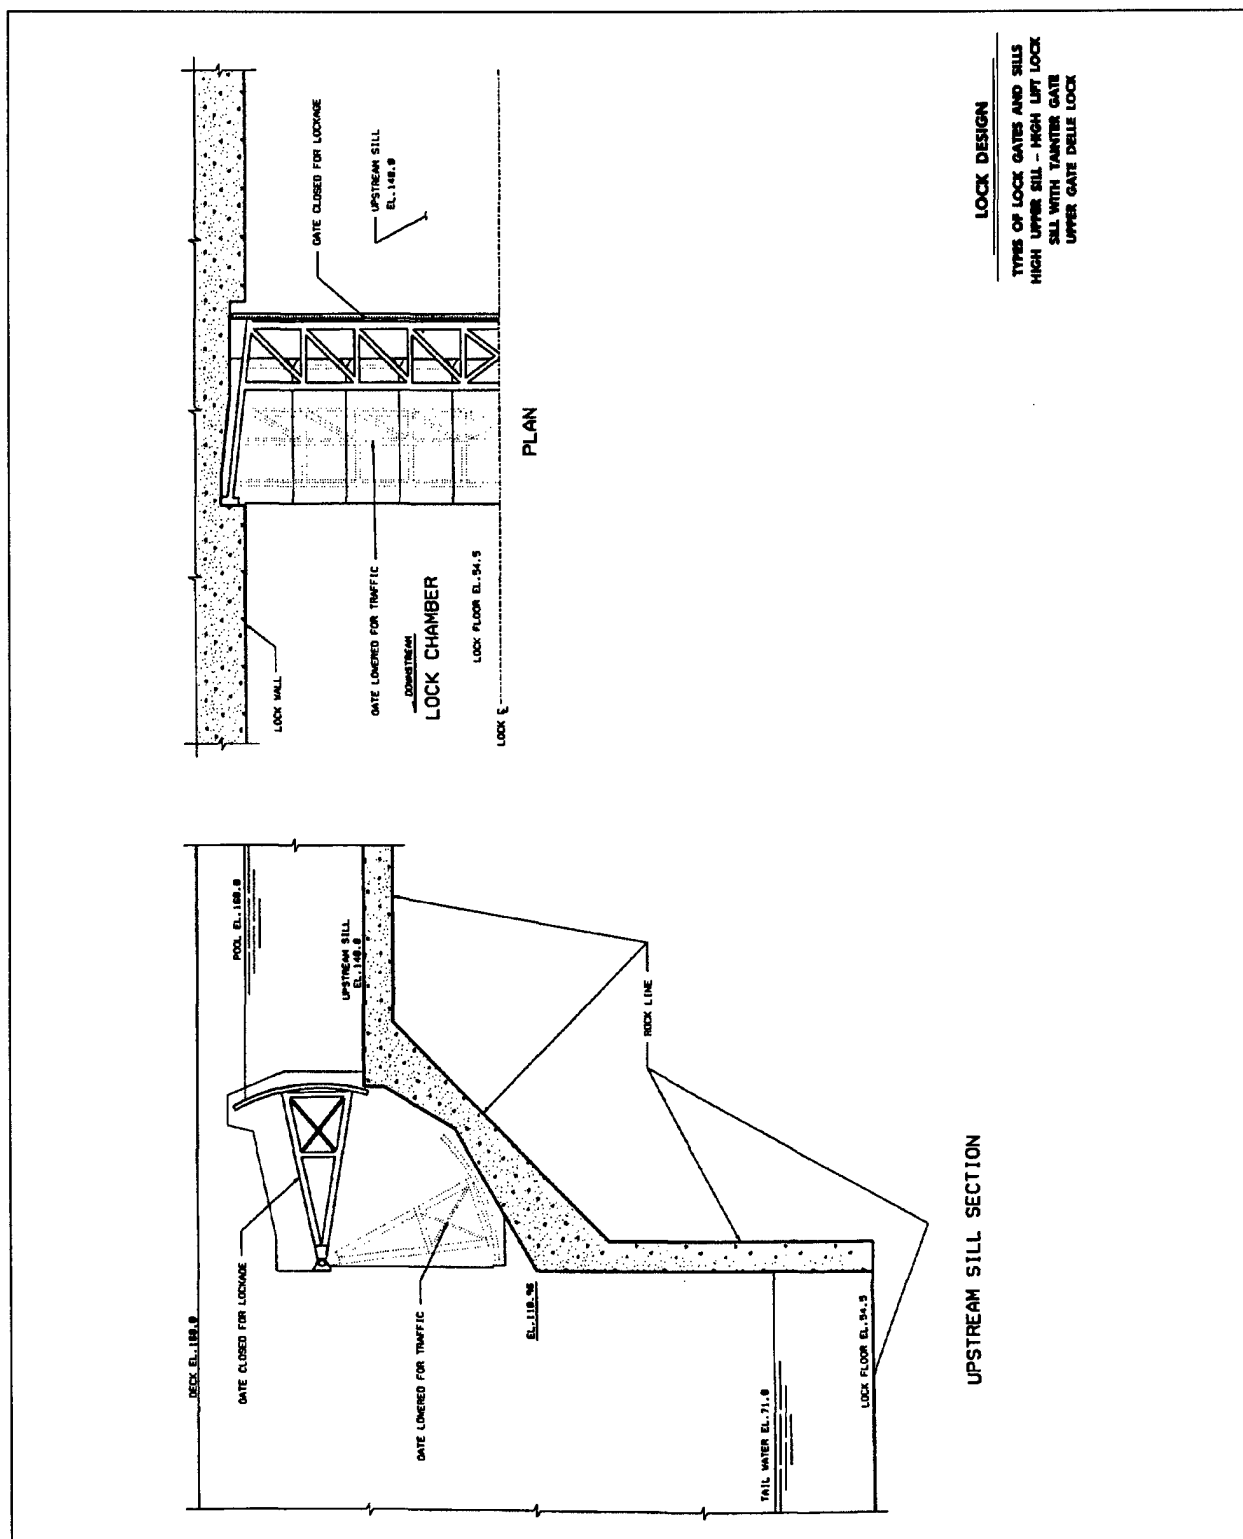 LOCK DESIGN
TYPES OF LOCK GATES AND SILLS
HIGH UPPER SILL - HIGH LIFT LOCK
SILL WITH TAINTER GATE
UPPER GATE DELLE LOCK
GATE CLOSED FOR LOCKAGE
UPSTREAM SILL
EL.140.0
LOCK WALL
GATE LOWERED FOR TRAFFIC
DOWNSTREAM
LOCK CHAMBER
LOCK FLOOR EL.54.5
LOCK ℄
PLAN
DECK EL.168.0
POOL EL.160.0
UPSTREAM SILL
EL.140.0
GATE CLOSED FOR LOCKAGE
GATE LOWERED FOR TRAFFIC
EL.110.96
ROCK LINE
TAIL WATER EL.71.0
LOCK FLOOR EL.54.5
UPSTREAM SILL SECTION